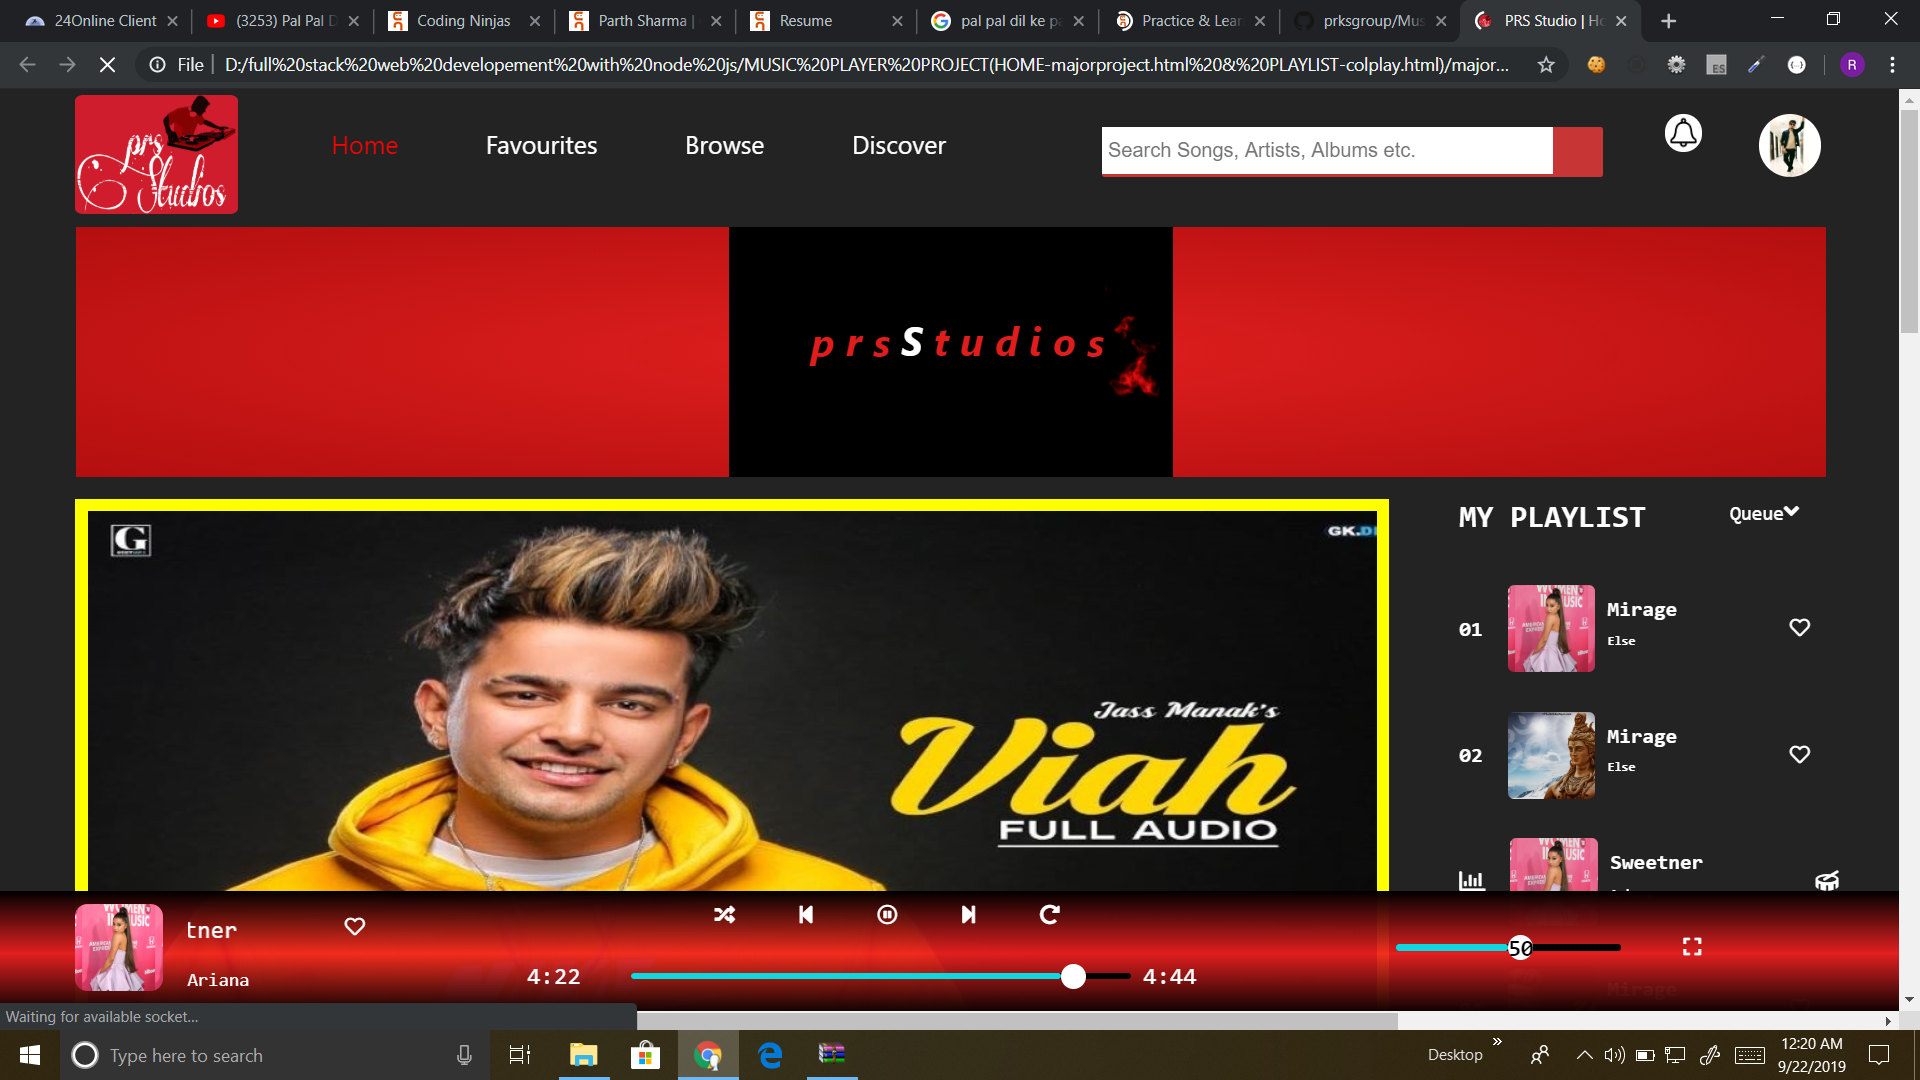 24Online Client
(3253) Pal Pal D
Coding Ninjas
Parth Sharma |
Resume
pal pal dil ke pa
Practice & Lear
prksgroup/Mus
PRS Studio | Ho
File
D:/full%20stack%20web%20developement%20with%20node%20js/MUSIC%20PLAYER%20PROJECT(HOME-majorproject.html%20&%20PLAYLIST-colplay.html)/major...
ES
R
prs
Studios
Home
Favourites
Browse
Discover
Search Songs, Artists, Albums etc.
prsStudios
G
GK.DI
Jass Manak's
Viah
FULL AUDIO
MY PLAYLIST
Queue
01
Mirage
Else
02
Mirage
Else
Sweetner
tner
Ariana
4:22
4:44
50
Mirage
Waiting for available socket...
Type here to search
Desktop
12:20 AM
9/22/2019